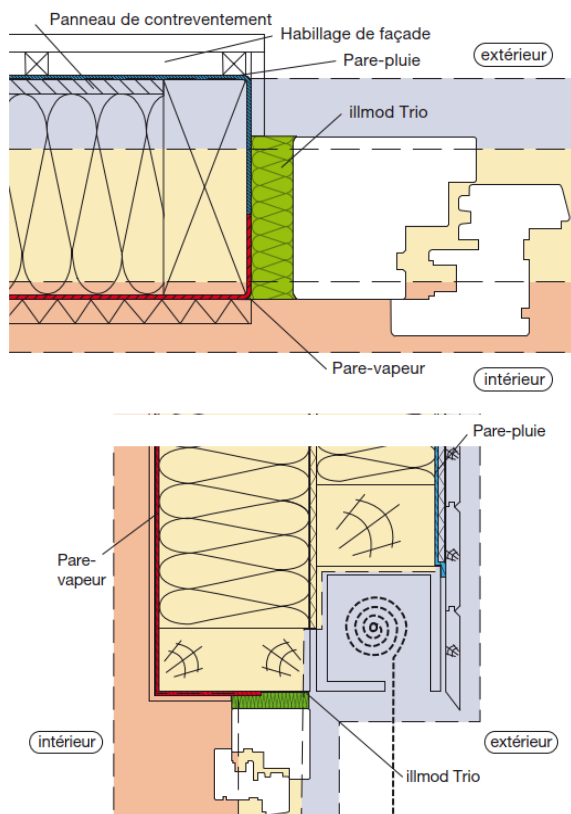 Panneau de contreventement
Habillage de façade
Pare-pluie
extérieur
illmod Trio
Pare-vapeur
intérieur
Pare-pluie
Pare-
vapeur
intérieur
extérieur
illmod Trio